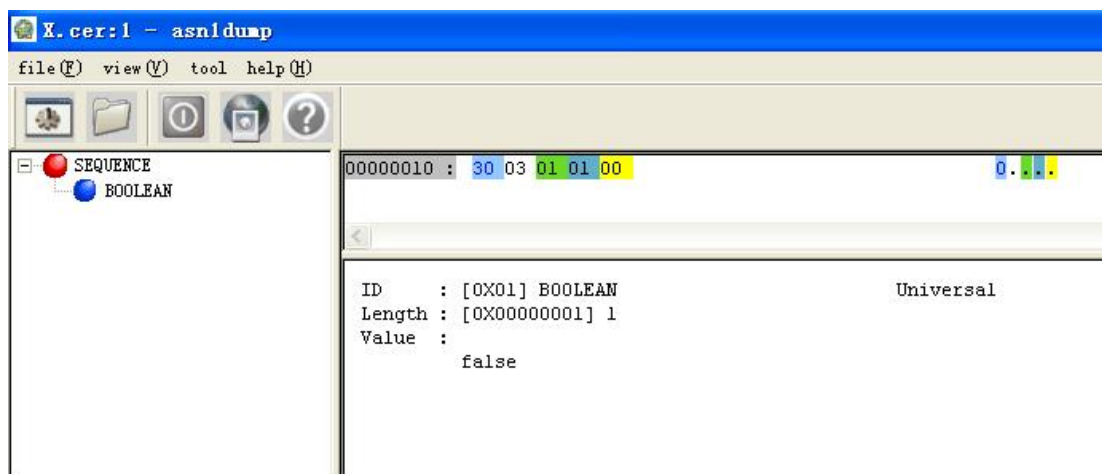 X.cer:1 - asn1dump
file(F) view(V) tool help(H)
SEQUENCE
BOOLEAN
00000010 : 30 03 01 01 00 0....
ID : [0X01] BOOLEAN Universal
Length : [0X00000001] 1
Value :
false